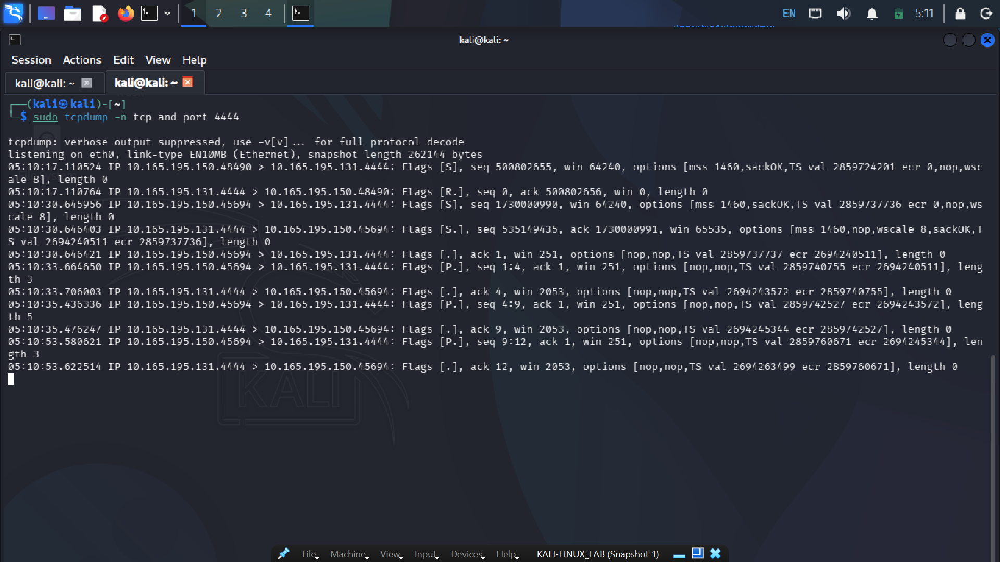 1 2 3 4 EN 5:11
kali@kali: ~
Session Actions Edit View Help
kali@kali: ~ kali@kali: ~
┌──(kali㉿kali)-[~]
└─$ sudo tcpdump -n tcp and port 4444
tcpdump: verbose output suppressed, use -v[v]... for full protocol decode
listening on eth0, link-type EN10MB (Ethernet), snapshot length 262144 bytes
05:10:17.110524 IP 10.165.195.150.48490 > 10.165.195.131.4444: Flags [S], seq 500802655, win 64240, options [mss 1460,sackOK,TS val 2859724201 ecr 0,nop,wsc
ale 8], length 0
05:10:17.110764 IP 10.165.195.131.4444 > 10.165.195.150.48490: Flags [R.], seq 0, ack 500802656, win 0, length 0
05:10:30.645956 IP 10.165.195.150.45694 > 10.165.195.131.4444: Flags [S], seq 1730000990, win 64240, options [mss 1460,sackOK,TS val 2859737736 ecr 0,nop,ws
cale 8], length 0
05:10:30.646403 IP 10.165.195.131.4444 > 10.165.195.150.45694: Flags [S.], seq 535149435, ack 1730000991, win 65535, options [mss 1460,nop,wscale 8,sackOK,T
S val 2694240511 ecr 2859737736], length 0
05:10:30.646421 IP 10.165.195.150.45694 > 10.165.195.131.4444: Flags [.], ack 1, win 251, options [nop,nop,TS val 2859737737 ecr 2694240511], length 0
05:10:33.664650 IP 10.165.195.150.45694 > 10.165.195.131.4444: Flags [P.], seq 1:4, ack 1, win 251, options [nop,nop,TS val 2859740755 ecr 2694240511], leng
th 3
05:10:33.706003 IP 10.165.195.131.4444 > 10.165.195.150.45694: Flags [.], ack 4, win 2053, options [nop,nop,TS val 2694243572 ecr 2859740755], length 0
05:10:35.436336 IP 10.165.195.150.45694 > 10.165.195.131.4444: Flags [P.], seq 4:9, ack 1, win 251, options [nop,nop,TS val 2859742527 ecr 2694243572], leng
th 5
05:10:35.476247 IP 10.165.195.131.4444 > 10.165.195.150.45694: Flags [.], ack 9, win 2053, options [nop,nop,TS val 2694245344 ecr 2859742527], length 0
05:10:53.580621 IP 10.165.195.150.45694 > 10.165.195.131.4444: Flags [P.], seq 9:12, ack 1, win 251, options [nop,nop,TS val 2859760671 ecr 2694245344], len
gth 3
05:10:53.622514 IP 10.165.195.131.4444 > 10.165.195.150.45694: Flags [.], ack 12, win 2053, options [nop,nop,TS val 2694263499 ecr 2859760671], length 0
KALI
File Machine View Input Devices Help KALI-LINUX_LAB (Snapshot 1)